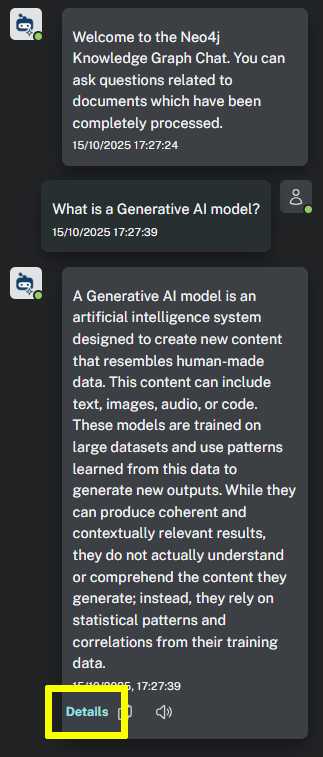 Welcome to the Neo4j
Knowledge Graph Chat. You can
ask questions related to
documents which have been
completely processed.
15/10/2025 17:27:24
What is a Generative AI model?
15/10/2025 17:27:39
A Generative AI model is an
artificial intelligence system
designed to create new content
that resembles human-made
data. This content can include
text, images, audio, or code.
These models are trained on
large datasets and use patterns
learned from this data to
generate new outputs. While they
can produce coherent and
contextually relevant results,
they do not actually understand
or comprehend the content they
generate; instead, they rely on
statistical patterns and
correlations from their training
data.
15/10/2025, 17:27:39
Details